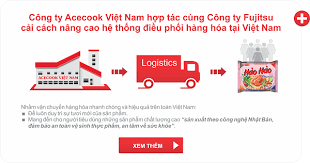 Công ty Acecook Việt Nam hợp tác cùng Công ty Fujitsu
cải cách nâng cao hệ thống điều phối hàng hóa tại Việt Nam
ACECOOK VIỆT NAM
Logistics
Hảo Hảo
Nhằm vận chuyển hàng hóa nhanh chóng và hiệu quả trên toàn Việt Nam:
Để luôn duy trì sự tươi mới của sản phẩm.
Mang đến cho người tiêu dùng những sản phẩm chất lượng cao "sản xuất theo công nghệ Nhật Bản,
đảm bảo an toàn vệ sinh thực phẩm, an tâm về sức khỏe".
XEM THÊM